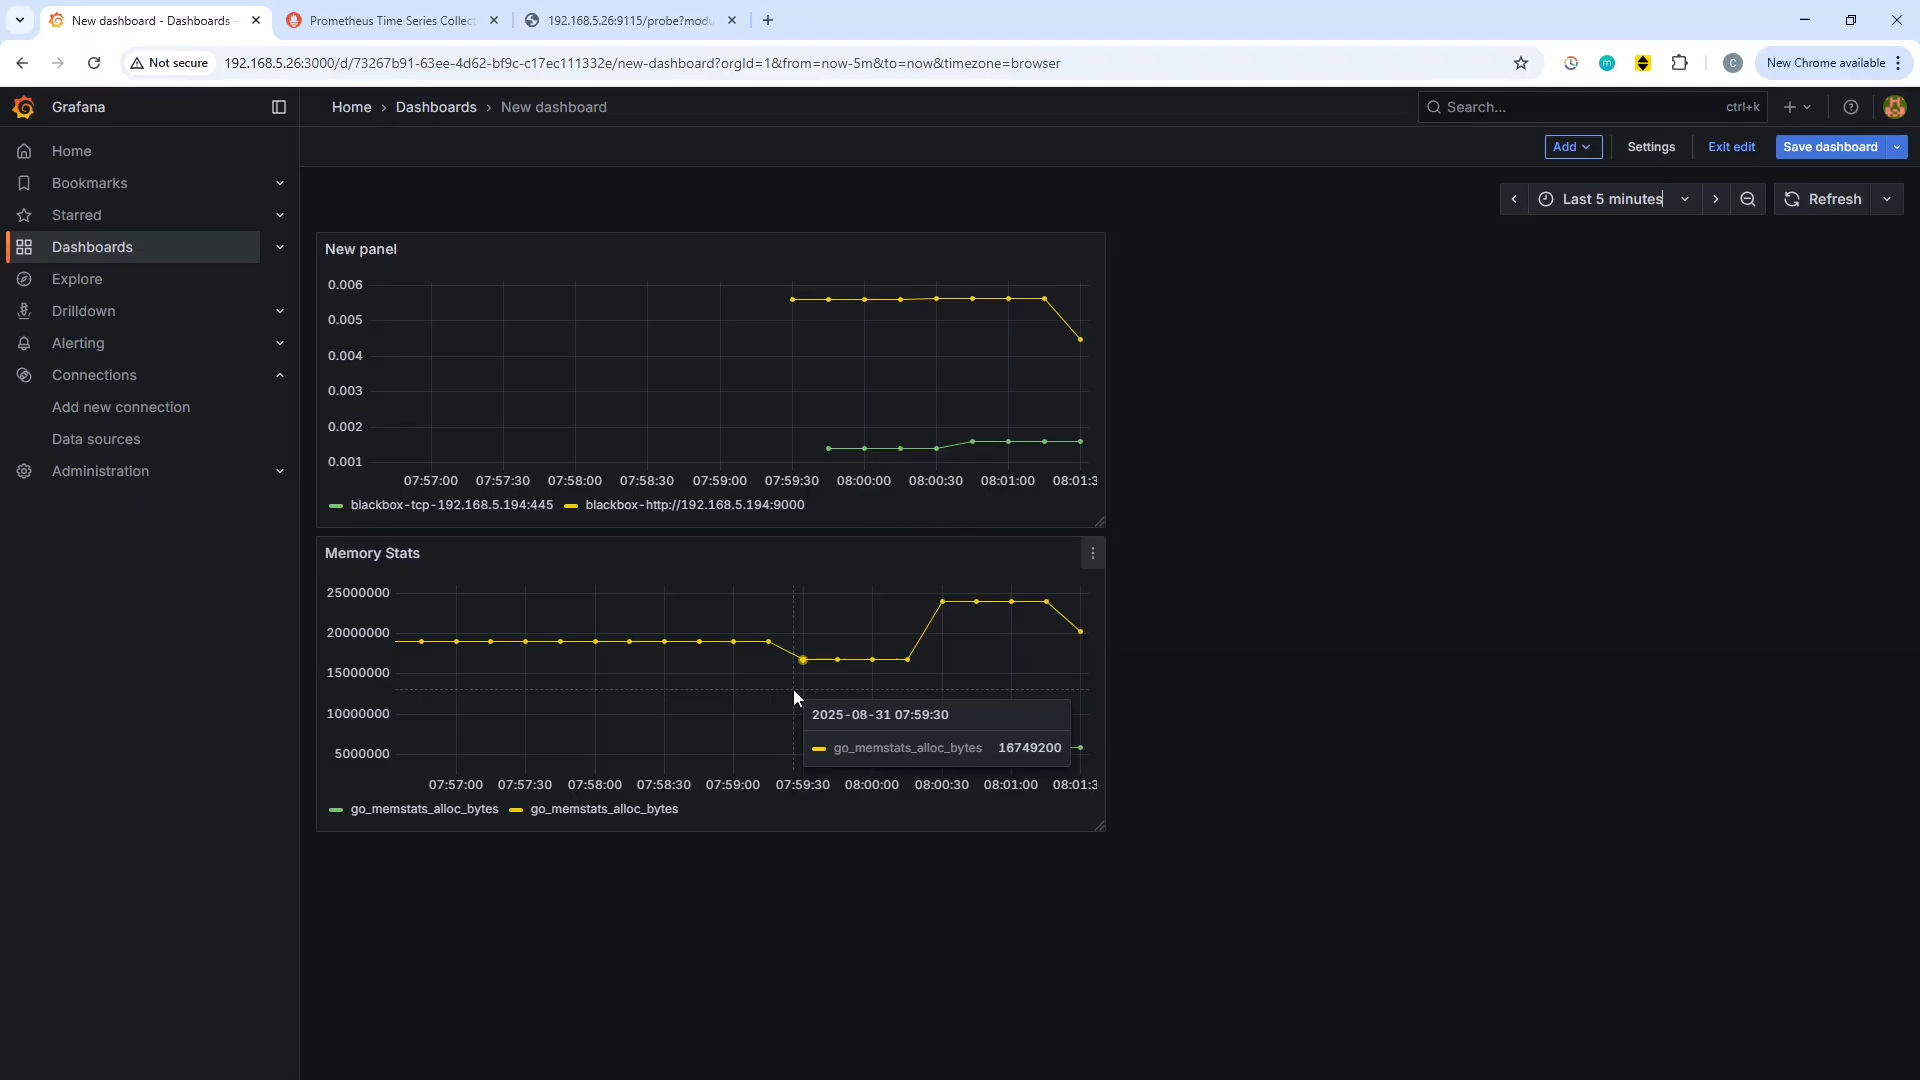 New dashboard - Dashboards -
Prometheus Time Series Collect
192.168.5.26:9115/probe?modu
Not secure
192.168.5.26:3000/d/73267b91-63ee-4d62-bf9c-c17ec111332e/new-dashboard?orgId=1&from=now-5m&to=now&timezone=browser
m
C
New Chrome available
Grafana
Home › Dashboards › New dashboard
Search...
ctrl+k
Home
Bookmarks
Starred
Dashboards
Explore
Drilldown
Alerting
Connections
Add new connection
Data sources
Administration
Add
Settings
Exit edit
Save dashboard
Last 5 minutes
Refresh
New panel
0.006
0.005
0.004
0.003
0.002
0.001
07:57:00 07:57:30 07:58:00 07:58:30 07:59:00 07:59:30 08:00:00 08:00:30 08:01:00 08:01:3
blackbox-tcp-192.168.5.194:445 blackbox-http://192.168.5.194:9000
Memory Stats
25000000
20000000
15000000
10000000
5000000
2025-08-31 07:59:30
go_memstats_alloc_bytes 16749200
07:57:00 07:57:30 07:58:00 07:58:30 07:59:00 07:59:30 08:00:00 08:00:30 08:01:00 08:01:3
go_memstats_alloc_bytes go_memstats_alloc_bytes